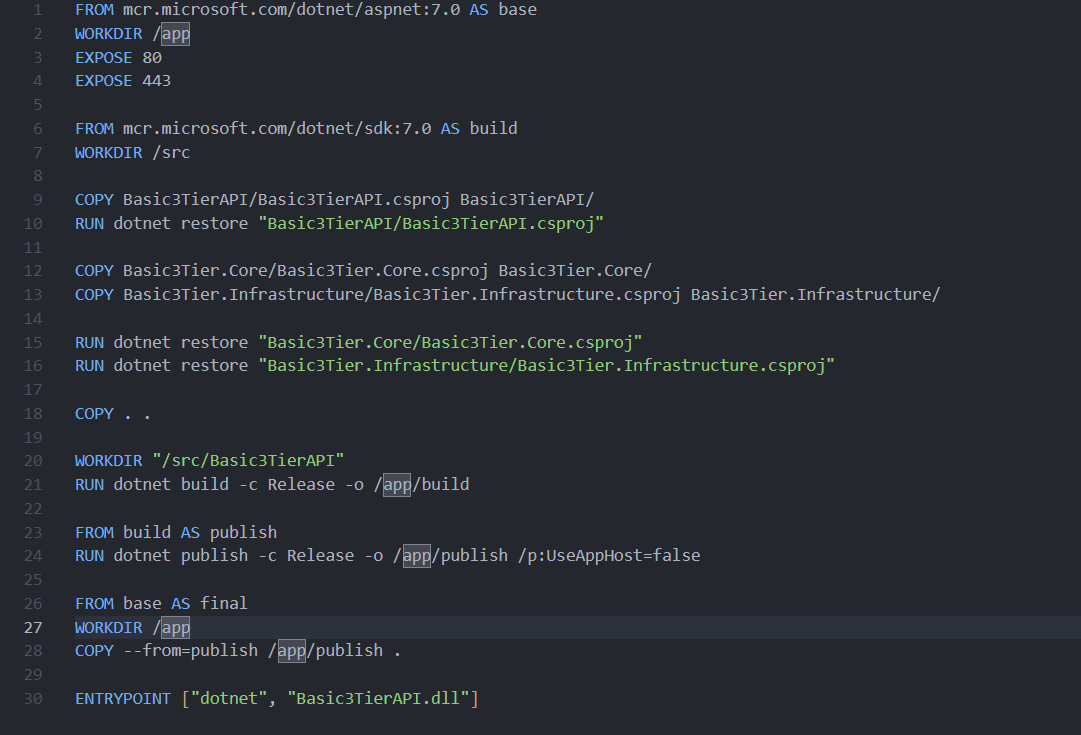 1 FROM mcr.microsoft.com/dotnet/aspnet:7.0 AS base
2 WORKDIR /app
3 EXPOSE 80
4 EXPOSE 443
5
6 FROM mcr.microsoft.com/dotnet/sdk:7.0 AS build
7 WORKDIR /src
8
9 COPY Basic3TierAPI/Basic3TierAPI.csproj Basic3TierAPI/
10 RUN dotnet restore "Basic3TierAPI/Basic3TierAPI.csproj"
11
12 COPY Basic3Tier.Core/Basic3Tier.Core.csproj Basic3Tier.Core/
13 COPY Basic3Tier.Infrastructure/Basic3Tier.Infrastructure.csproj Basic3Tier.Infrastructure/
14
15 RUN dotnet restore "Basic3Tier.Core/Basic3Tier.Core.csproj"
16 RUN dotnet restore "Basic3Tier.Infrastructure/Basic3Tier.Infrastructure.csproj"
17
18 COPY . .
19
20 WORKDIR "/src/Basic3TierAPI"
21 RUN dotnet build -c Release -o /app/build
22
23 FROM build AS publish
24 RUN dotnet publish -c Release -o /app/publish /p:UseAppHost=false
25
26 FROM base AS final
27 WORKDIR /app
28 COPY --from=publish /app/publish .
29
30 ENTRYPOINT ["dotnet", "Basic3TierAPI.dll"]